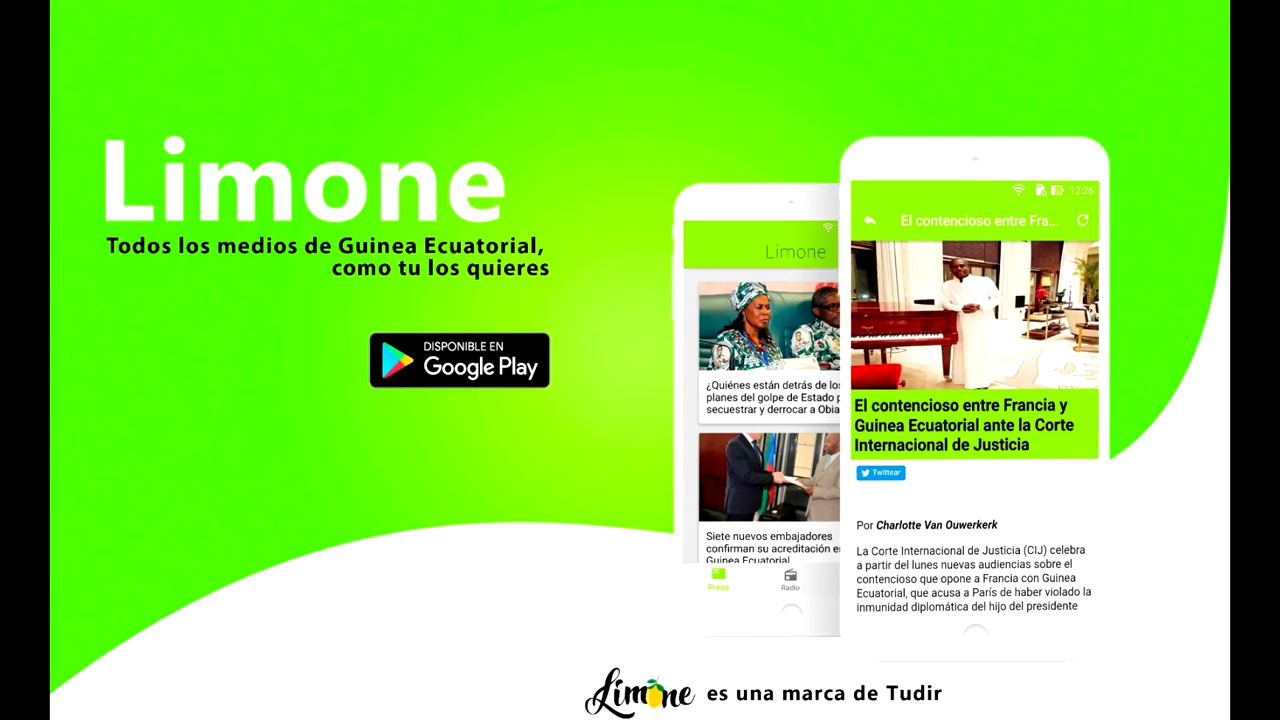 Limone
Todos los medios de Guinea Ecuatorial,
como tu los quieres
DISPONIBLE EN
Google Play
Limone
¿Quiénes están detrás de los
planes del golpe de Estado
secuestrar y derrocar a
Siete nuevos embajadores
confirman su acreditación
Guinea Ecuatorial
Press
Radio
12:26
El contencioso entre Fra...
El contencioso entre Francia y
Guinea Ecuatorial ante la Corte
Internacional de Justicia
Twittear
Por Charlotte Van Ouwerkerk
La Corte Internacional de Justicia (CIJ) celebra
a partir del lunes nuevas audiencias sobre el
contencioso que opone a Francia con Guinea
Ecuatorial, que acusa a París de haber violado la
inmunidad diplomática del hijo del presidente
Limone es una marca de Tudir